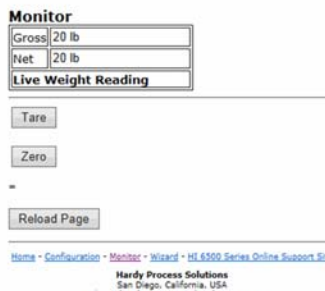 Monitor
Gross 20 lb
Net 20 lb
Live Weight Reading
Tare
Zero
=
Reload Page
Home - Configuration - Monitor - Wizard - HI 6500 Series Online Support
Hardy Process Solutions
San Diego, California, USA